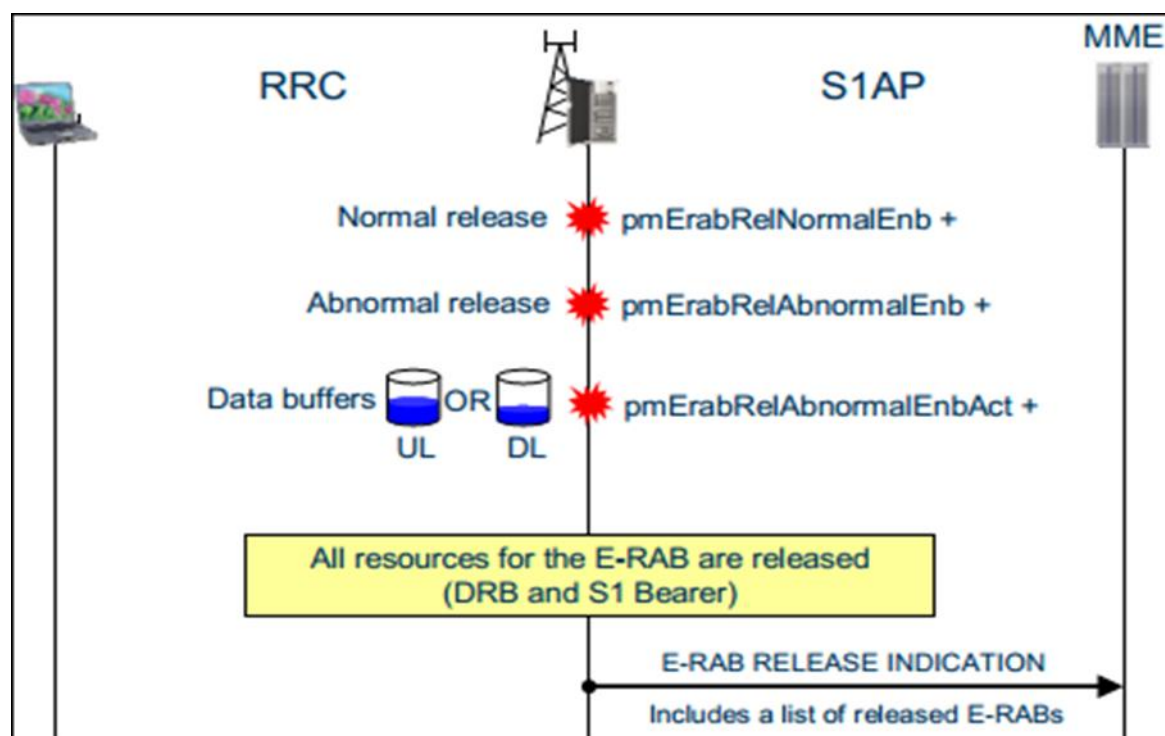 MME
RRC
S1AP
Normal release
pmErabRelNormalEnb +
Abnormal release
pmErabRelAbnormalEnb +
Data buffers
OR
pmErabRelAbnormalEnbAct +
UL
DL
All resources for the E-RAB are released
(DRB and S1 Bearer)
E-RAB RELEASE INDICATION
Includes a list of released E-RABs